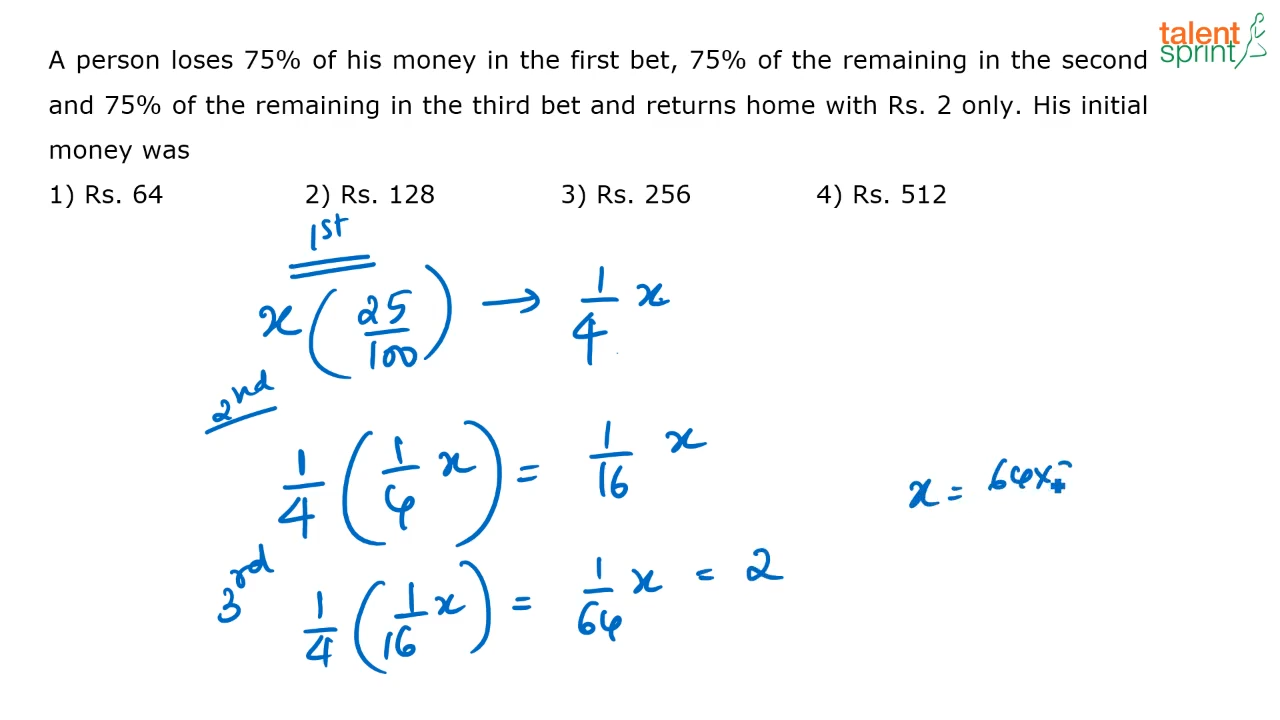 talent
sprint
A person loses 75% of his money in the first bet, 75% of the remaining in the second
and 75% of the remaining in the third bet and returns home with Rs. 2 only. His initial
money was
1) Rs. 64 2) Rs. 128 3) Rs. 256 4) Rs. 512
1st
x(25/100) → 1/4 x
2nd
1/4 (1/4 x) = 1/16 x
x = 64x
3rd
1/4 (1/16 x) = 1/64 x = 2